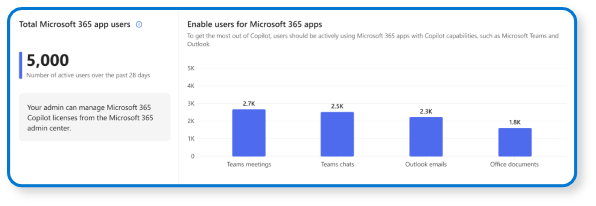 Total Microsoft 365 app users
5,000
Number of active users over the past 28 days
Your admin can manage Microsoft 365
Copilot licenses from the Microsoft 365
admin center.
Enable users for Microsoft 365 apps
To get the most out of Copilot, users should be actively using Microsoft 365 apps with Copilot capabilities, such as Microsoft Teams and
Outlook.
5K
4K
3K
2K
1K
0
2.7K
2.5K
2.3K
1.8K
Teams meetings
Teams chats
Outlook emails
Office documents